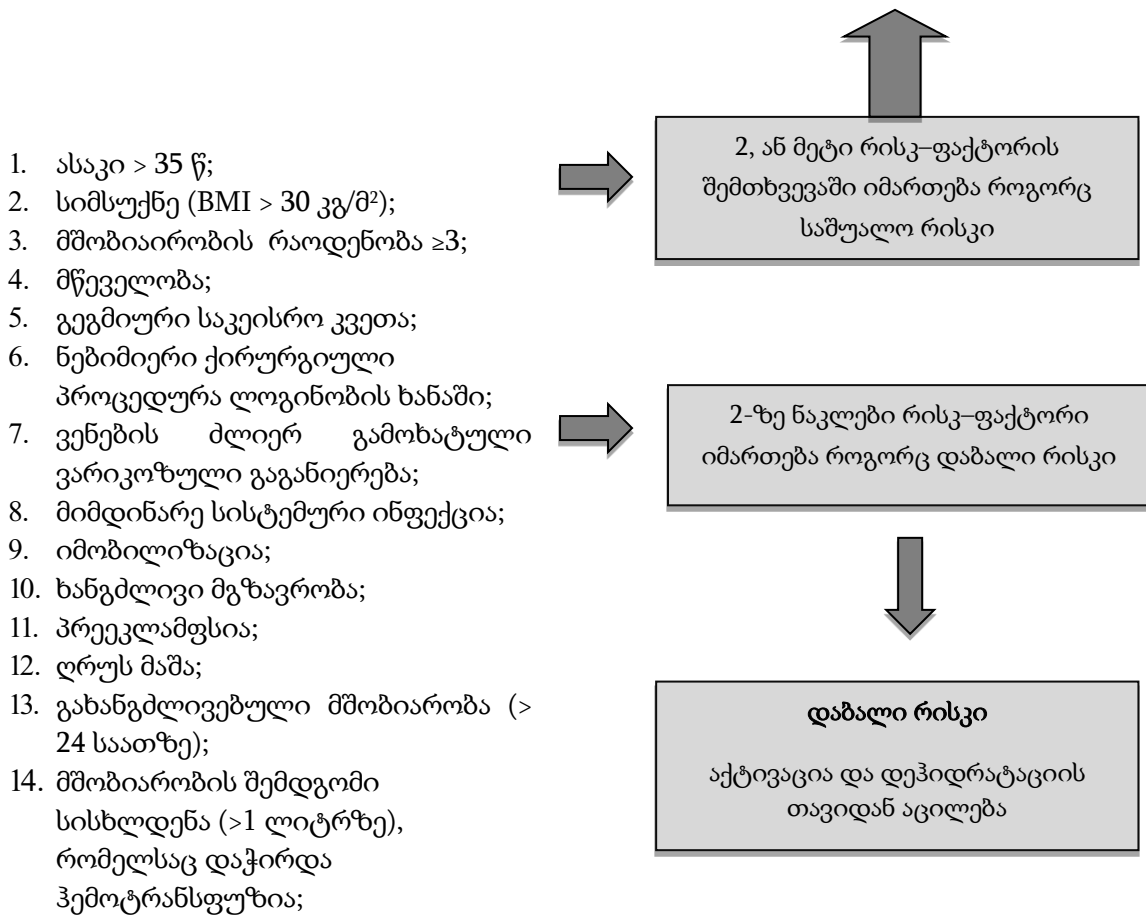 1. ასაკი > 35 წ;
2. სიმსუქნე (BMI > 30 კგ/მ²);
3. მშობიაირობის რაოდენობა ≥3;
4. მწეველობა;
5. გეგმიური საკეისრო კვეთა;
6. ნებიმიერი ქირურგიული
პროცედურა ლოგინობის ხანაში;
7. ვენების ძლიერ გამოხატული
ვარიკოზული გაგანიერება;
8. მიმდინარე სისტემური ინფექცია;
9. იმობილიზაცია;
10. ხანგძლივი მგზავრობა;
11. პრეეკლამფსია;
12. ღრუს მაშა;
13. გახანგძლივებული მშობიარობა (>
24 საათზე);
14. მშობიარობის შემდგომი
სისხლდენა (>1 ლიტრზე),
რომელსაც დაჭირდა
ჰემოტრანსფუზია;
2, ან მეტი რისკ–ფაქტორის
შემთხვევაში იმართება როგორც
საშუალო რისკი
2-ზე ნაკლები რისკ–ფაქტორი
იმართება როგორც დაბალი რისკი
დაბალი რისკი
აქტივაცია და დეჰიდრატაციის
თავიდან აცილება